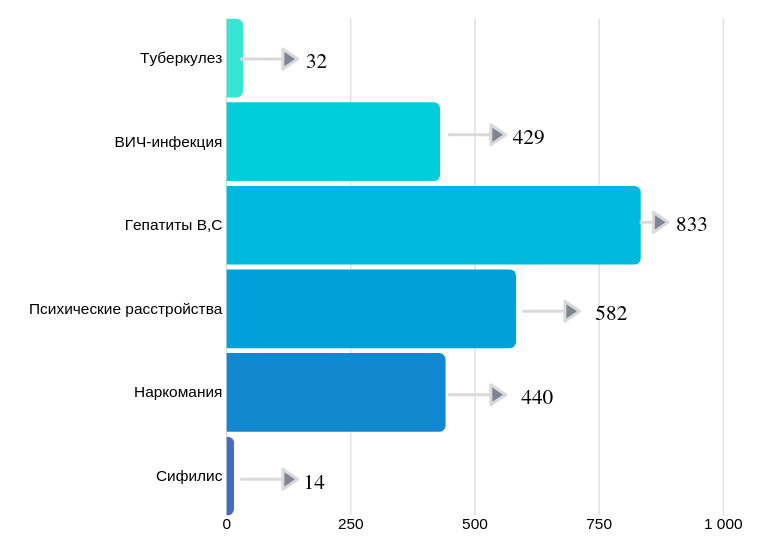 Туберкулез 32
ВИЧ-инфекция 429
Гепатиты В,С 833
Психические расстройства 582
Наркомания 440
Сифилис 14
0 250 500 750 1 000